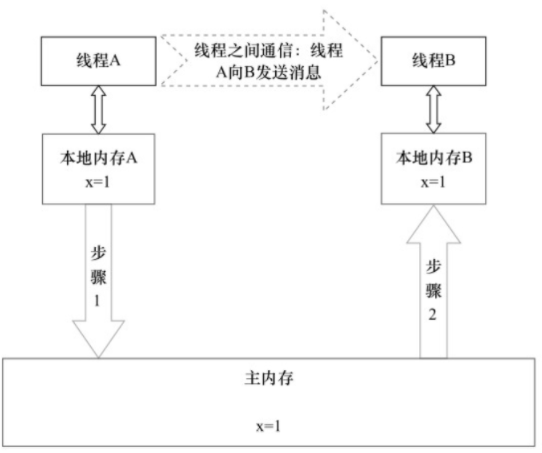 线程A
线程之间通信：线程
A向B发送消息
线程B
本地内存A
x=1
本地内存B
x=1
步
骤
1
步
骤
2
主内存
x=1